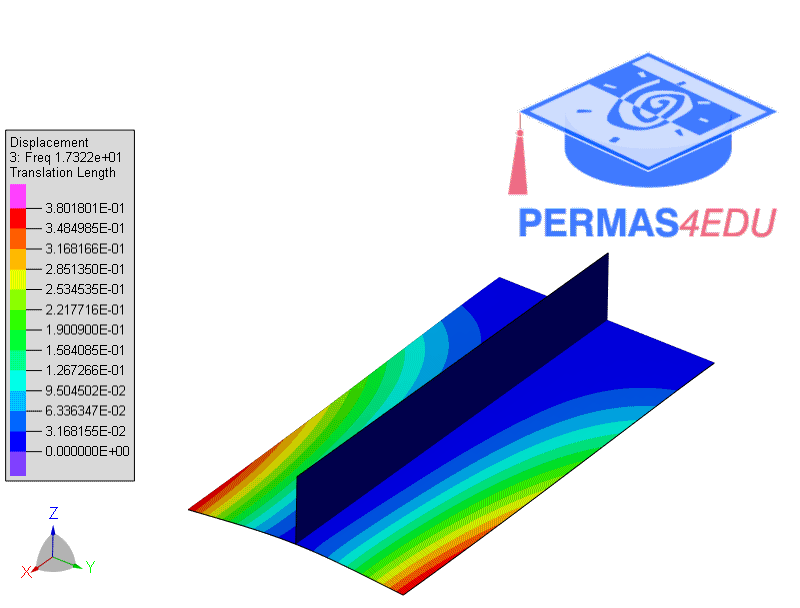 Displacement
3: Freq 1.7322e+01
Translation Length
3.801801E-01
3.484985E-01
3.168166E-01
2.851350E-01
2.534535E-01
2.217716E-01
1.900900E-01
1.584085E-01
1.267266E-01
9.504502E-02
6.336347E-02
3.168155E-02
0.000000E+00
PERMAS4EDU
Z
X
Y